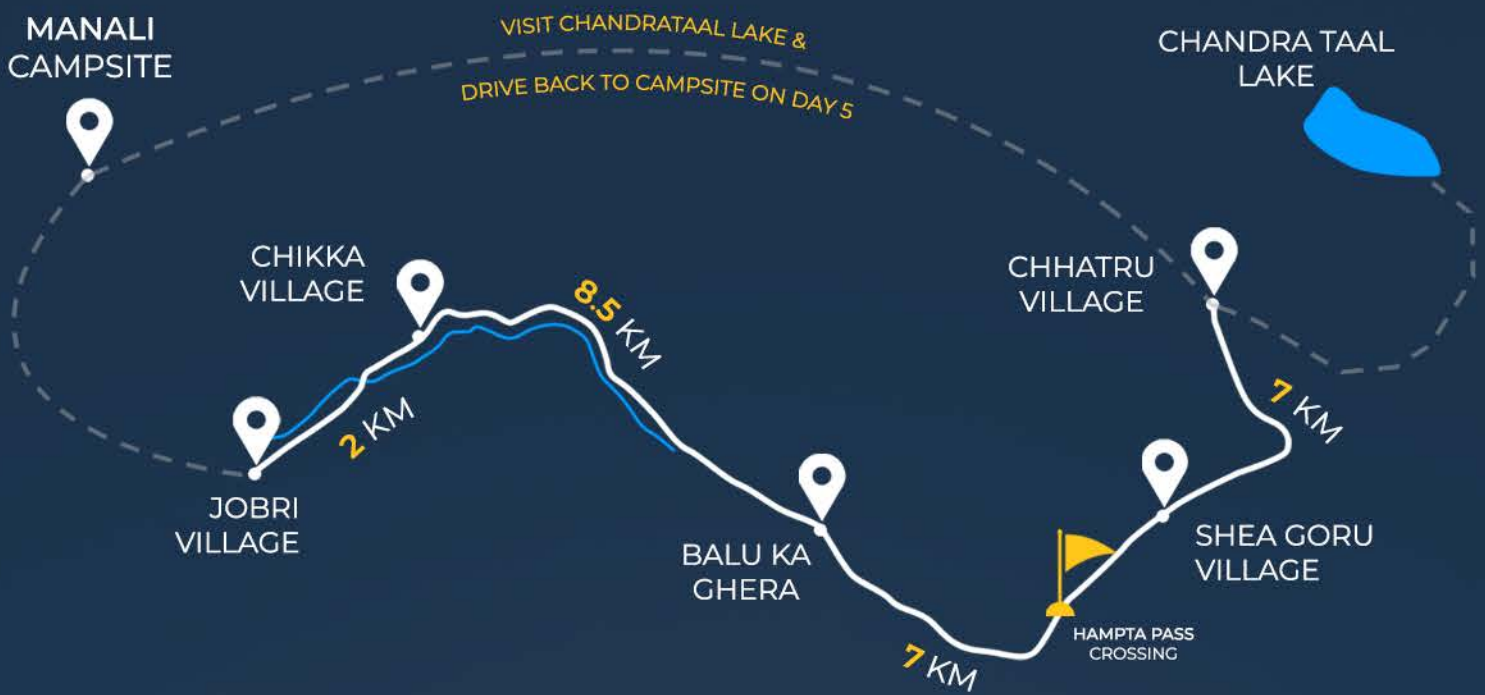 MANALI
CAMPSITE
VISIT CHANDRATAAL LAKE &
DRIVE BACK TO CAMPSITE ON DAY 5
CHANDRA TAAL
LAKE
CHIKKA
VILLAGE
8.5 KM
CHHATRU
VILLAGE
2 KM
7 KM
JOBRI
VILLAGE
BALU KA
GHERA
SHEA GORU
VILLAGE
HAMPTA PASS
CROSSING
7 KM